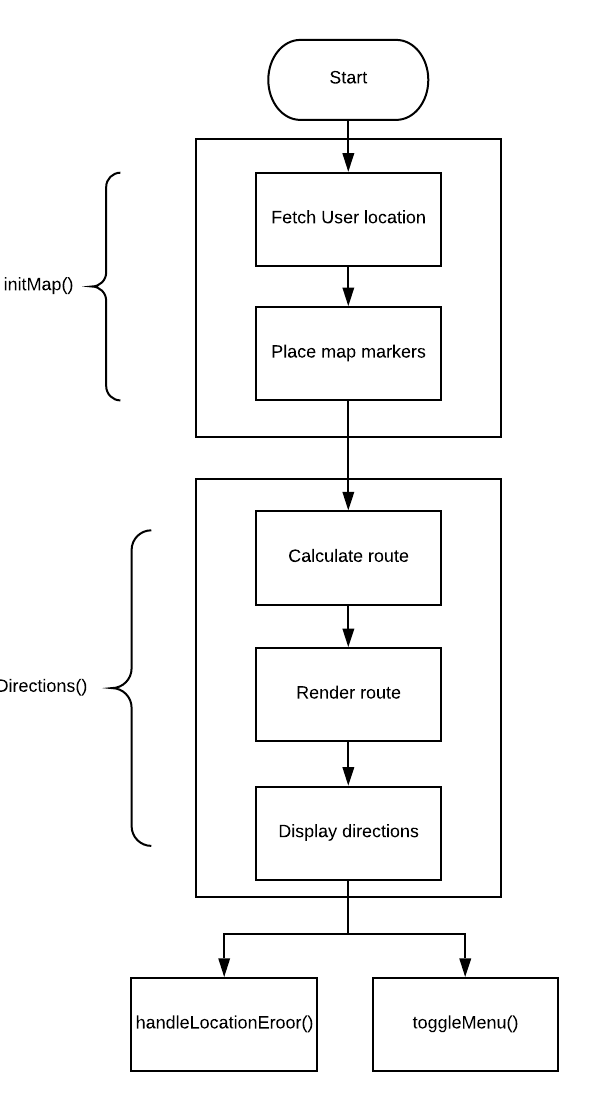 Start
Fetch User location
initMap()
Place map markers
Calculate route
Directions()
Render route
Display directions
handleLocationEroor()
toggleMenu()